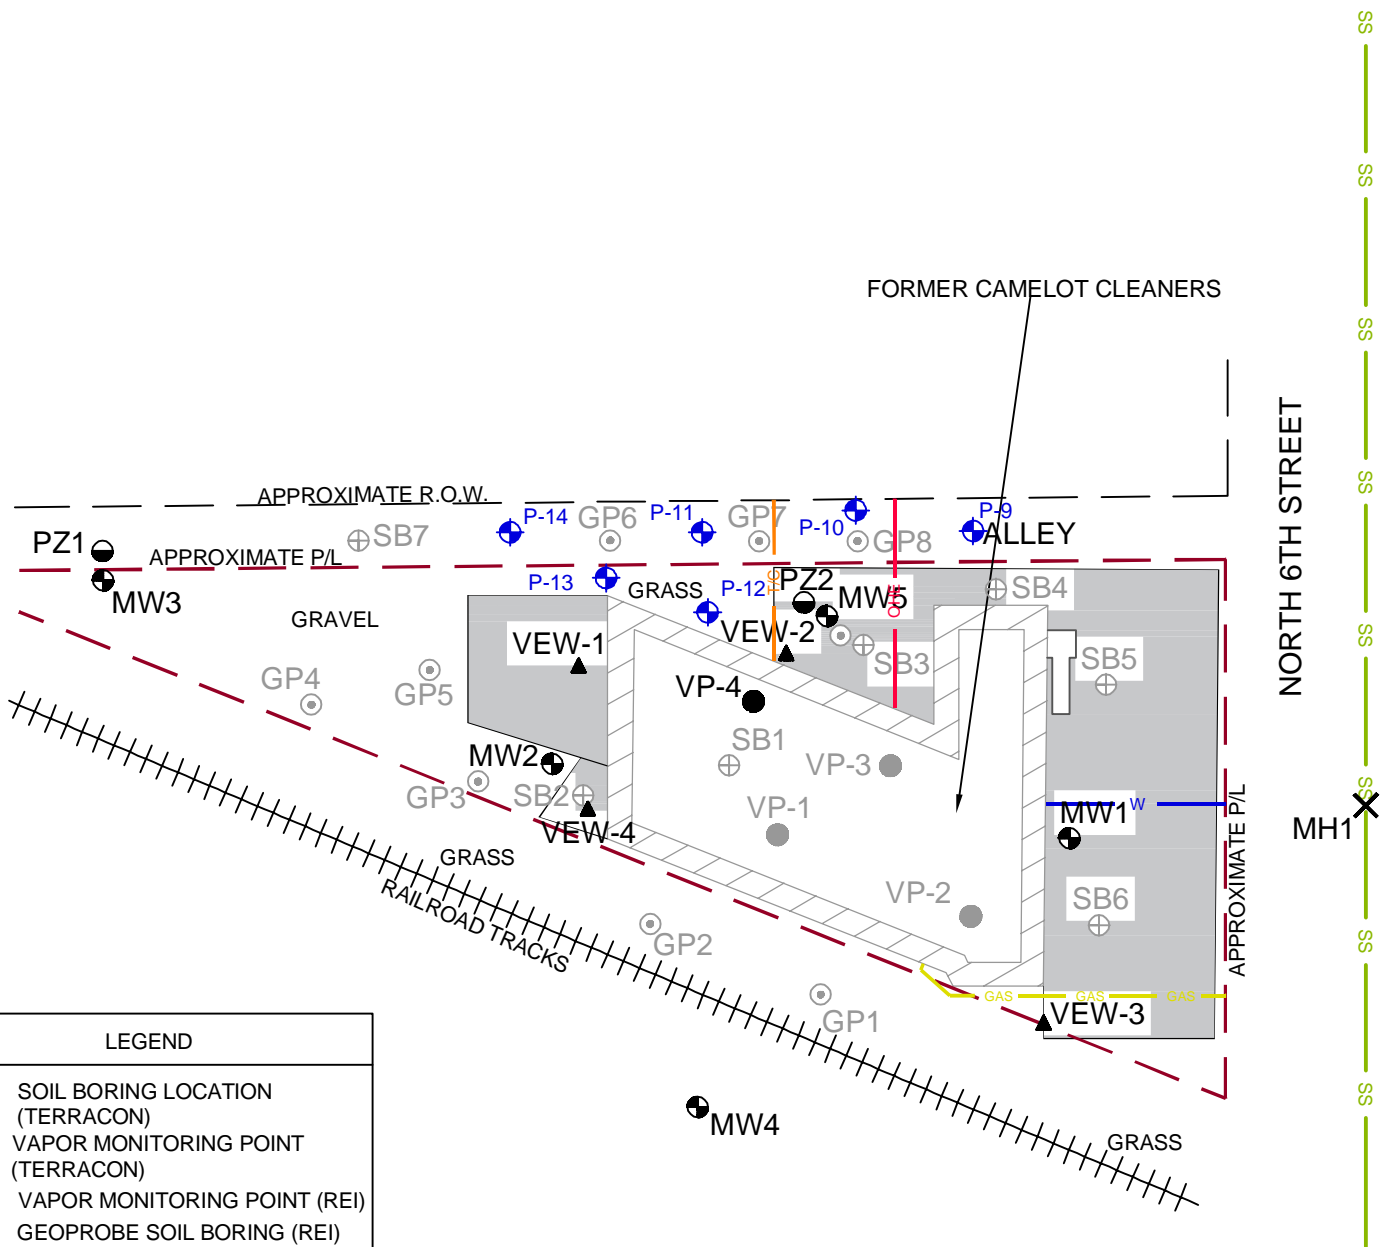 SS
SS
FORMER CAMELOT CLEANERS
SS
NORTH 6TH STREET
SS
APPROXIMATE R.O.W.
P-14
GP6
P-11
GP7
P-10
GP8
P-9
ALLEY
PZ1
SB7
APPROXIMATE P/L
MW3
P-13
GRASS
P-12
T/C
PZ2
MW5
OHE
SB4
GRAVEL
VEW-1
VEW-2
SB3
SB5
SS
GP4
GP5
VP-4
SB1
VP-3
MW2
GP3
SB2
VEW-4
VP-1
W
MW1
SS
MH1
APPROXIMATE P/L
GRASS
RAILROAD TRACKS
VP-2
SB6
GP2
SS
GP1
GAS
GAS
GAS
VEW-3
SS
MW4
GRASS
LEGEND
SOIL BORING LOCATION
(TERRACON)
VAPOR MONITORING POINT
(TERRACON)
VAPOR MONITORING POINT (REI)
GEOPROBE SOIL BORING (REI)